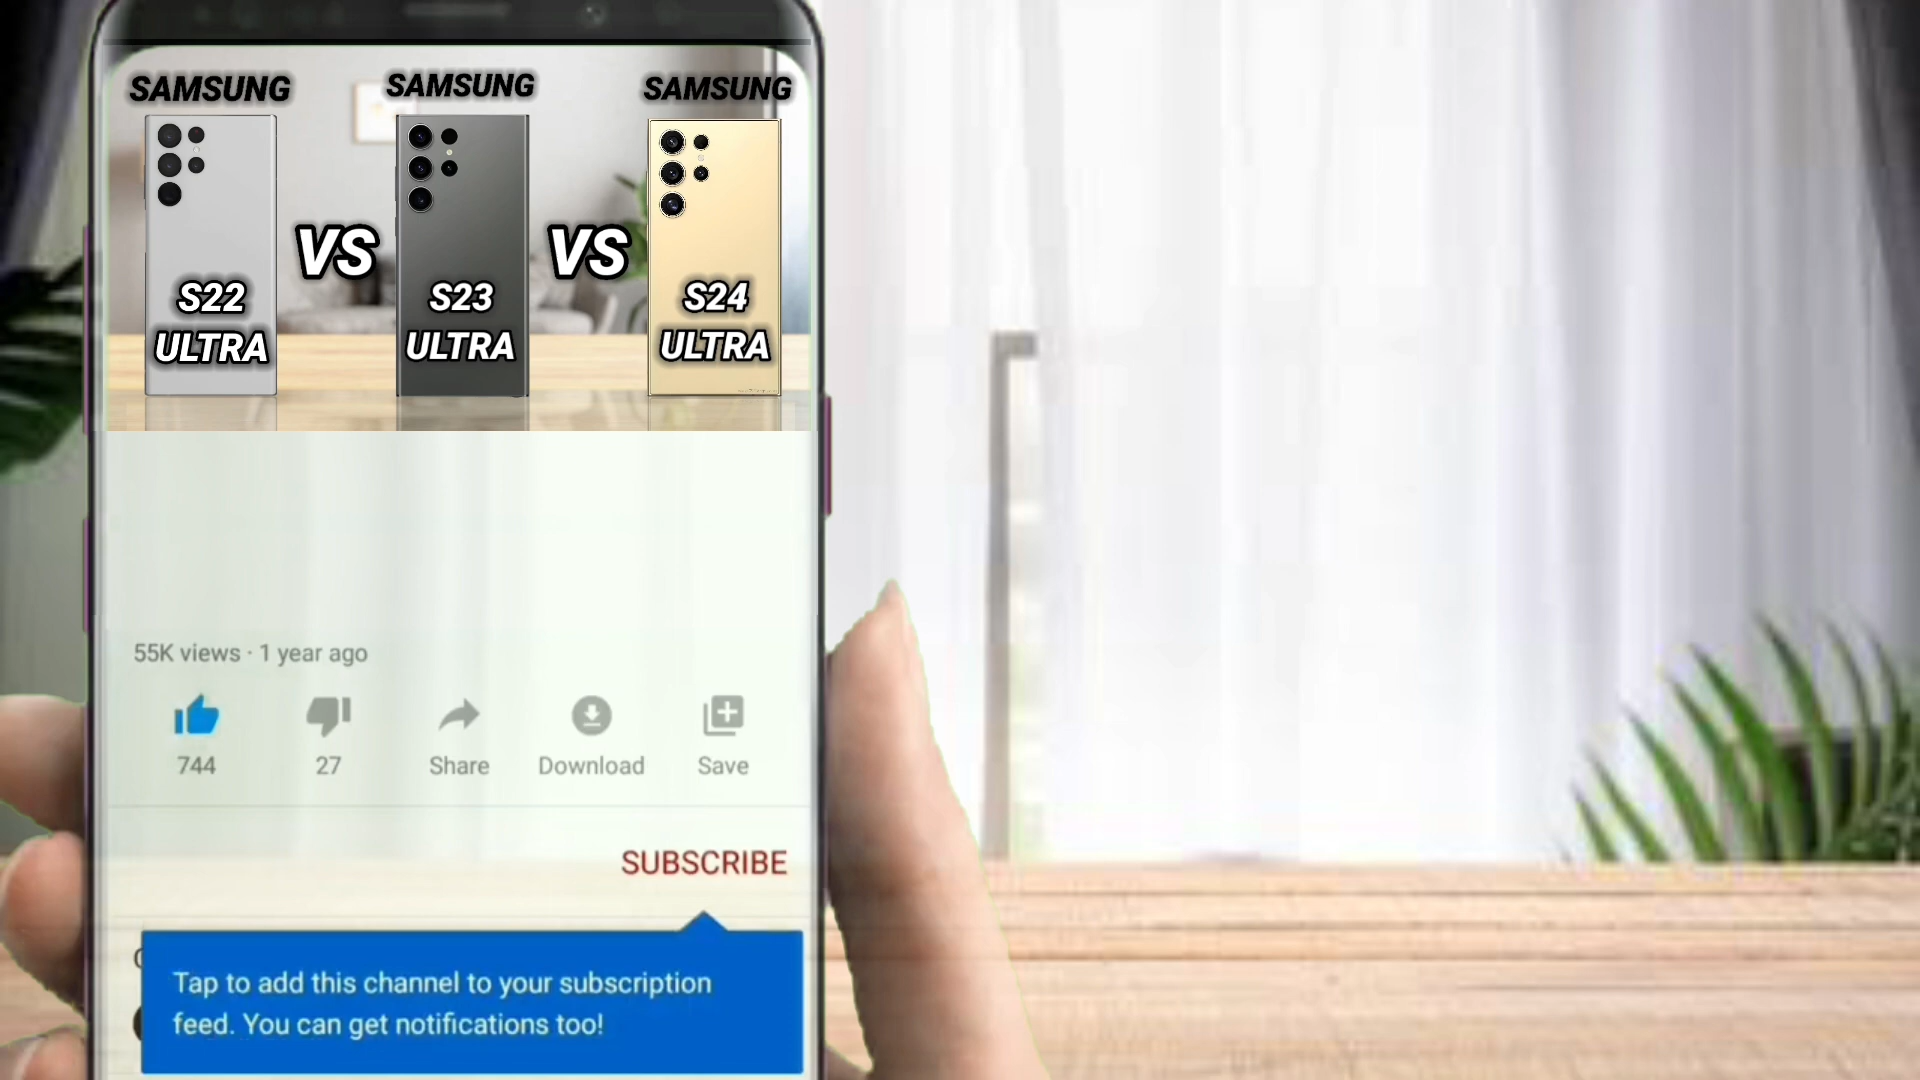 SAMSUNG SAMSUNG SAMSUNG
VS VS
S22 S23 S24
ULTRA ULTRA ULTRA
55K views · 1 year ago
744 27 Share Download Save
SUBSCRIBE
Tap to add this channel to your subscription
feed. You can get notifications too!